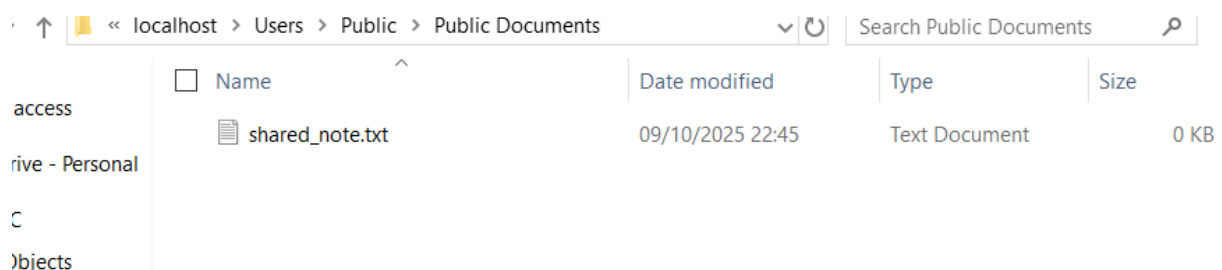 « localhost > Users > Public > Public Documents
Search Public Documents
Name
Date modified
Type
Size
access
shared_note.txt
09/10/2025 22:45
Text Document
0 KB
rive - Personal
C
Objects